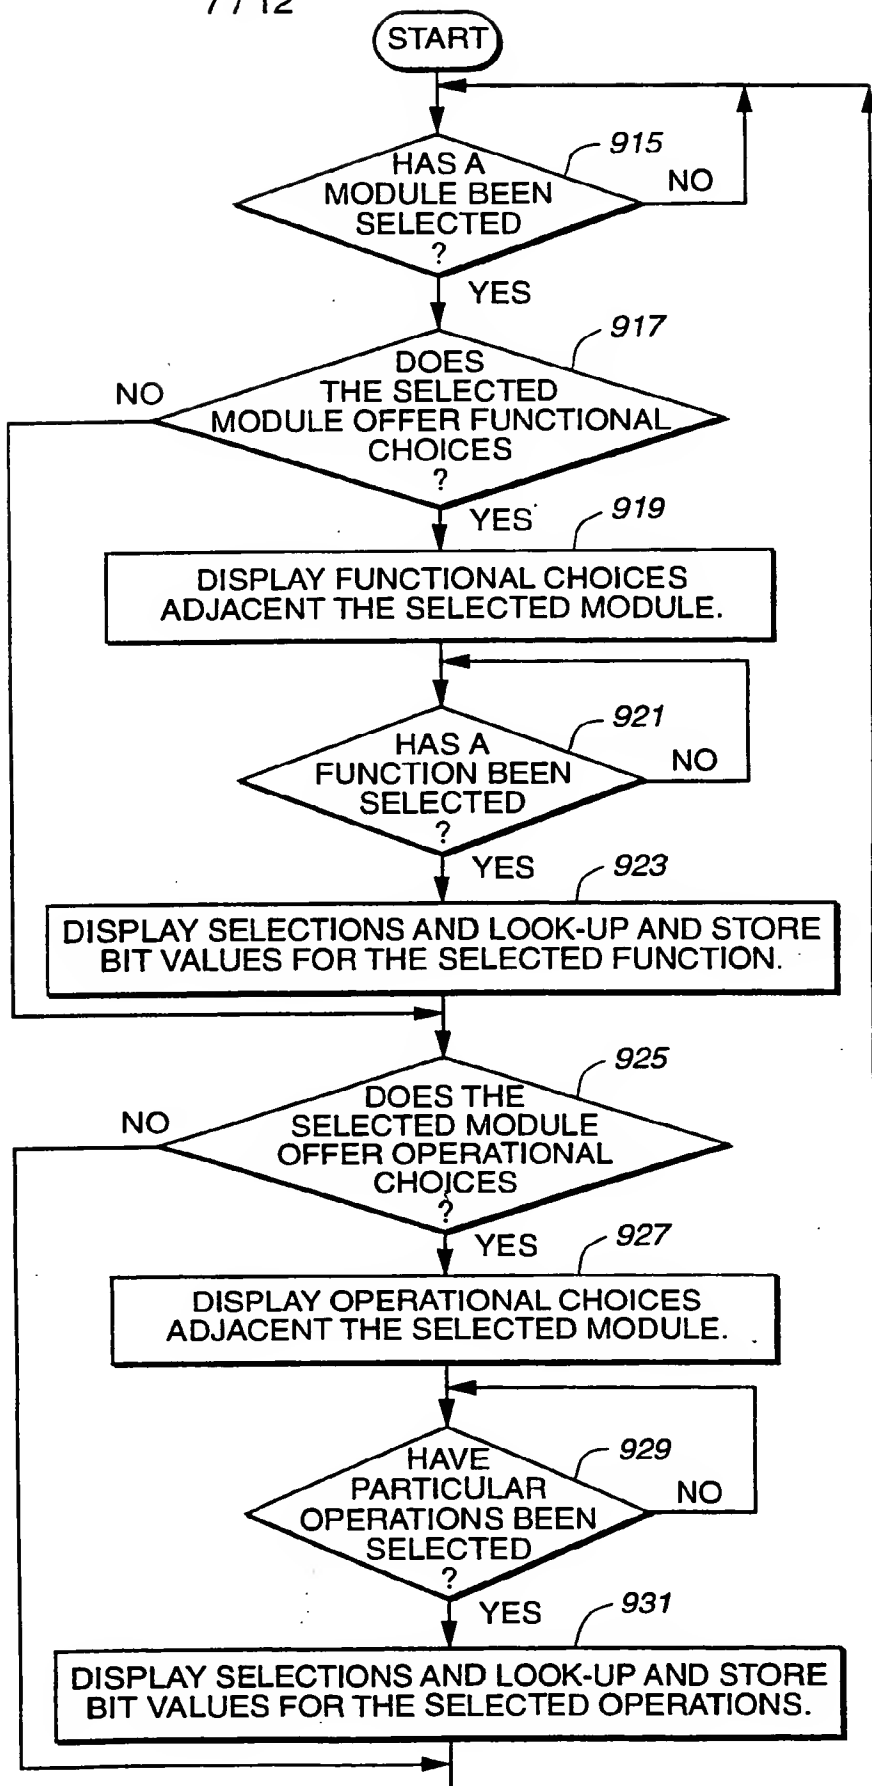 7 / 12
START
915
HAS A
MODULE BEEN
SELECTED
?
NO
YES
917
DOES
THE SELECTED
MODULE OFFER FUNCTIONAL
CHOICES
?
NO
YES
919
DISPLAY FUNCTIONAL CHOICES
ADJACENT THE SELECTED MODULE.
921
HAS A
FUNCTION BEEN
SELECTED
?
NO
YES
923
DISPLAY SELECTIONS AND LOOK-UP AND STORE
BIT VALUES FOR THE SELECTED FUNCTION.
925
DOES THE
SELECTED MODULE
OFFER OPERATIONAL
CHOICES
?
NO
YES
927
DISPLAY OPERATIONAL CHOICES
ADJACENT THE SELECTED MODULE.
929
HAVE
PARTICULAR
OPERATIONS BEEN
SELECTED
?
NO
YES
931
DISPLAY SELECTIONS AND LOOK-UP AND STORE
BIT VALUES FOR THE SELECTED OPERATIONS.